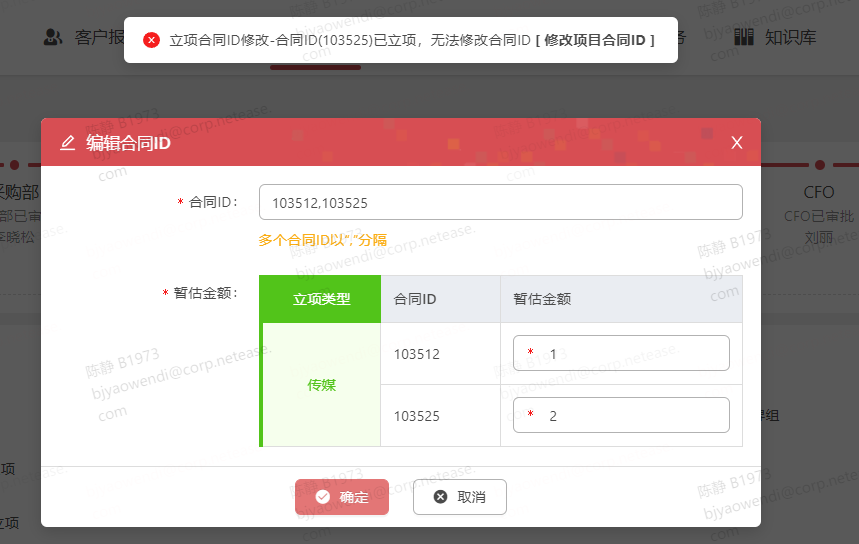 客户报
立项合同ID修改-合同ID(103525)已立项，无法修改合同ID [ 修改项目合同ID ]
务
知识库
编辑合同ID
X
采购部
部已审
李晓松
CFO
CFO已审批
刘丽
* 合同ID：
103512,103525
多个合同ID以“,”分隔
* 暂估金额：
立项类型 合同ID 暂估金额
传媒
103512 * 1
103525 * 2
组
项
立项
确定 取消
陈静 B1973
bjyaowendi@corp.netease.
com